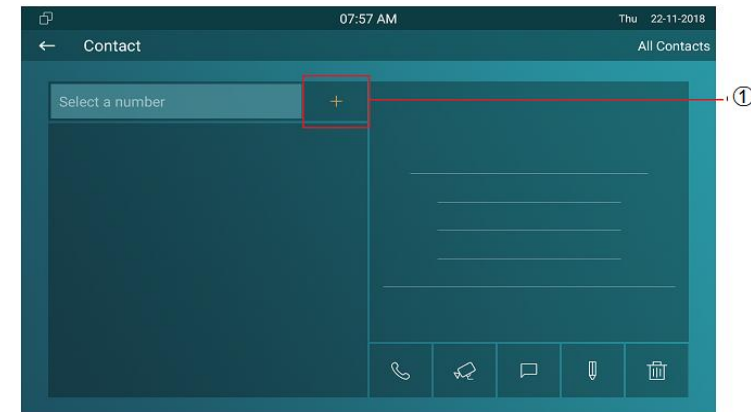 07:57 AM
Thu 22-11-2018
← Contact
All Contacts
Select a number
+
①